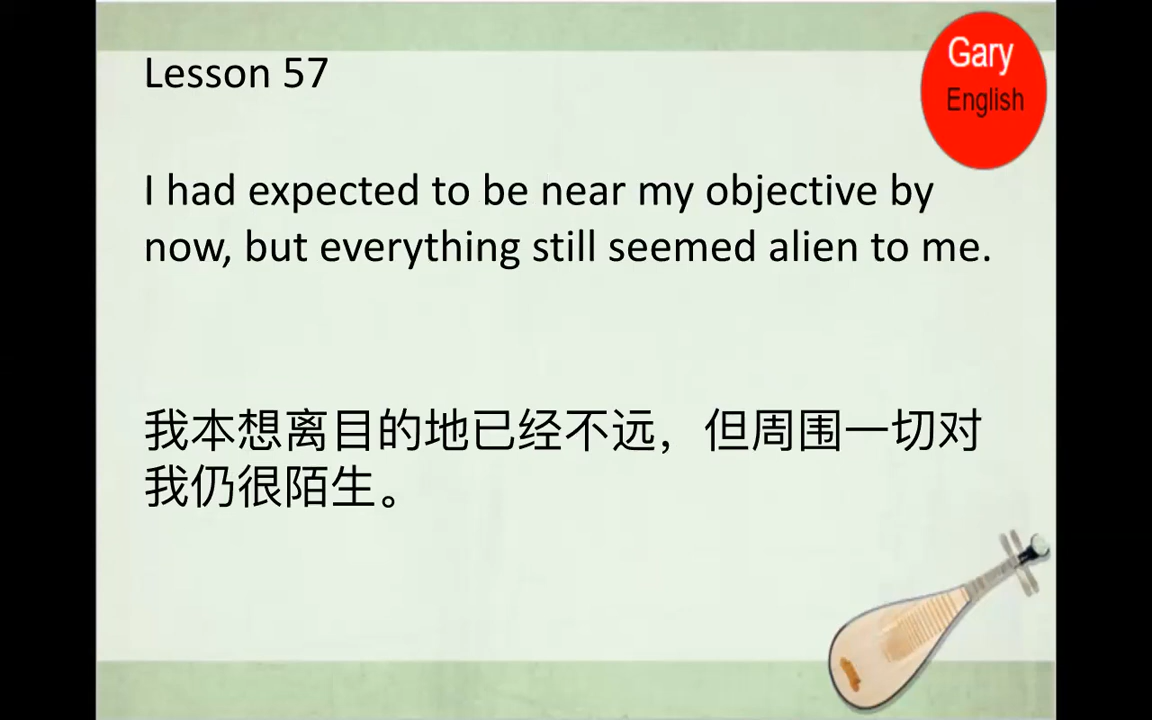 Lesson 57
Gary
English
I had expected to be near my objective by
now, but everything still seemed alien to me.
我本想离目的地已经不远，但周围一切对
我仍很陌生。